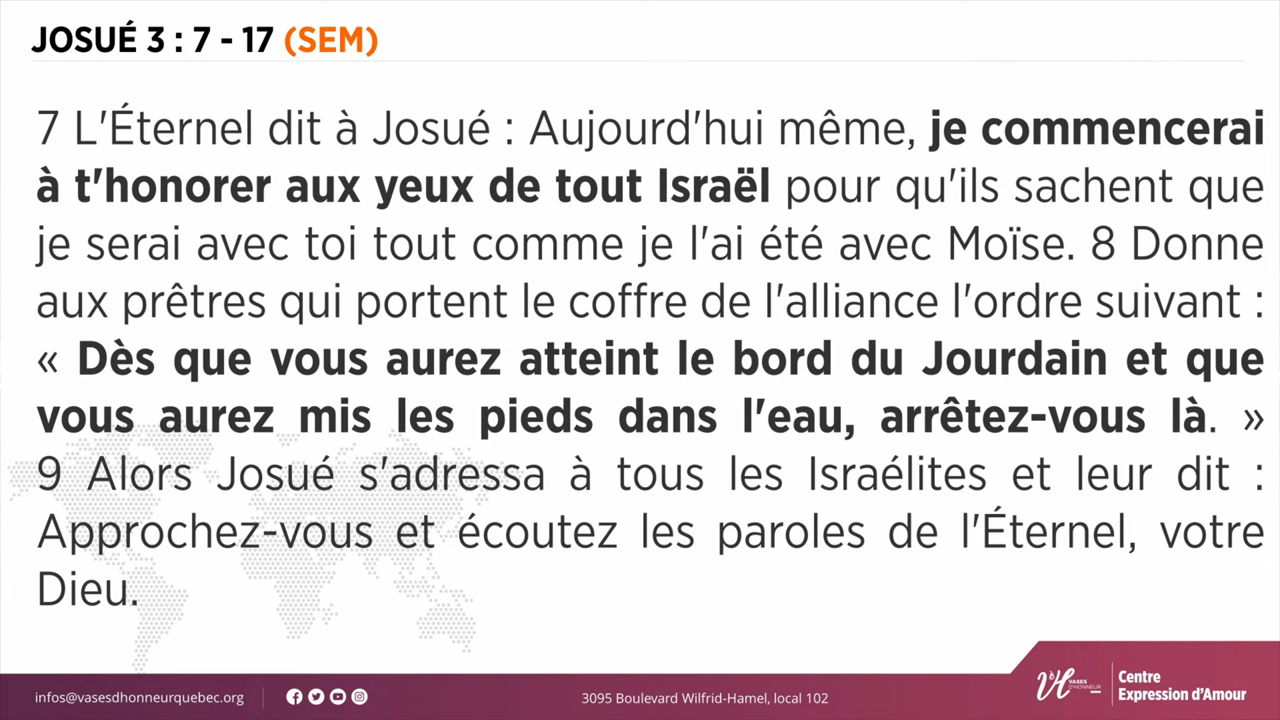 JOSUÉ 3 : 7 - 17 (SEM)
7 L'Éternel dit à Josué : Aujourd'hui même, je commencerai
à t'honorer aux yeux de tout Israël pour qu'ils sachent que
je serai avec toi tout comme je l'ai été avec Moïse. 8 Donne
aux prêtres qui portent le coffre de l'alliance l'ordre suivant :
« Dès que vous aurez atteint le bord du Jourdain et que
vous aurez mis les pieds dans l'eau, arrêtez-vous là. »
9 Alors Josué s'adressa à tous les Israélites et leur dit :
Approchez-vous et écoutez les paroles de l'Éternel, votre
Dieu.
infos@vasesdhonneurquebec.org
3095 Boulevard Wilfrid-Hamel, local 102
VH VASES D'HONNEUR
Centre
Expression d'Amour